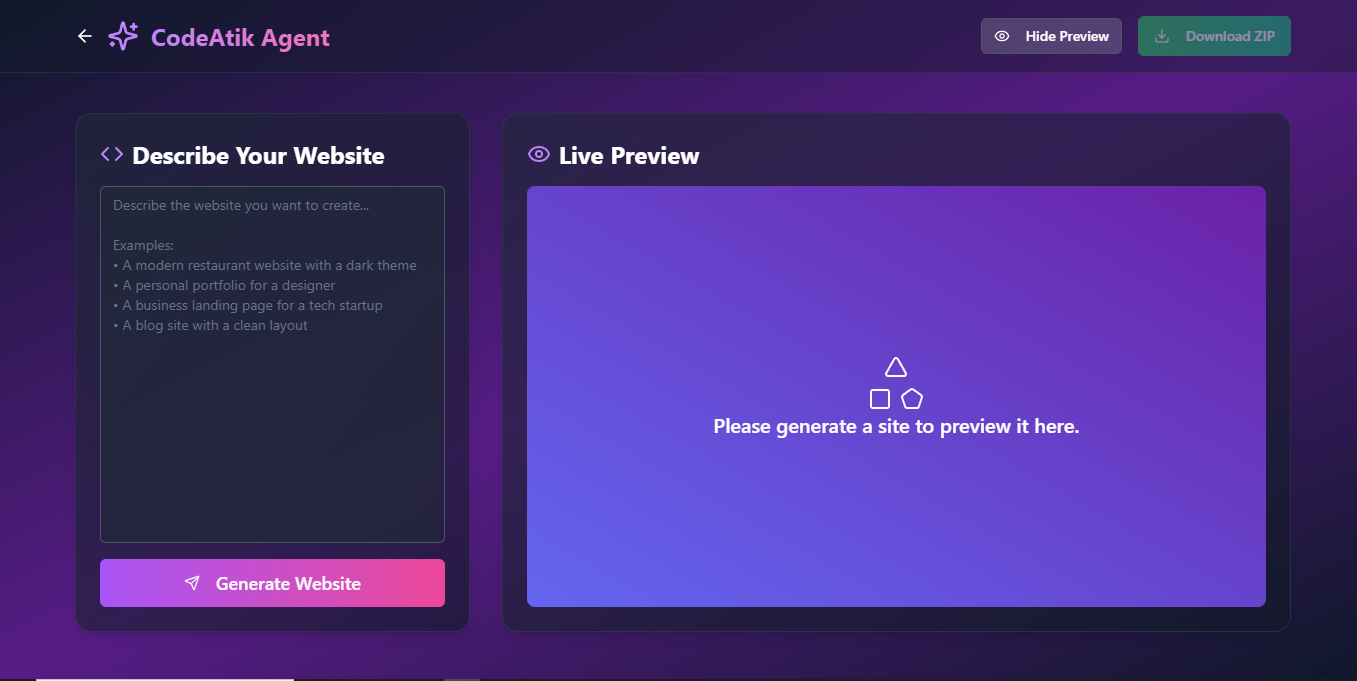 CodeAtik Agent
Hide Preview
Download ZIP
Describe Your Website
Describe the website you want to create...
Examples:
• A modern restaurant website with a dark theme
• A personal portfolio for a designer
• A business landing page for a tech startup
• A blog site with a clean layout
Generate Website
Live Preview
Please generate a site to preview it here.